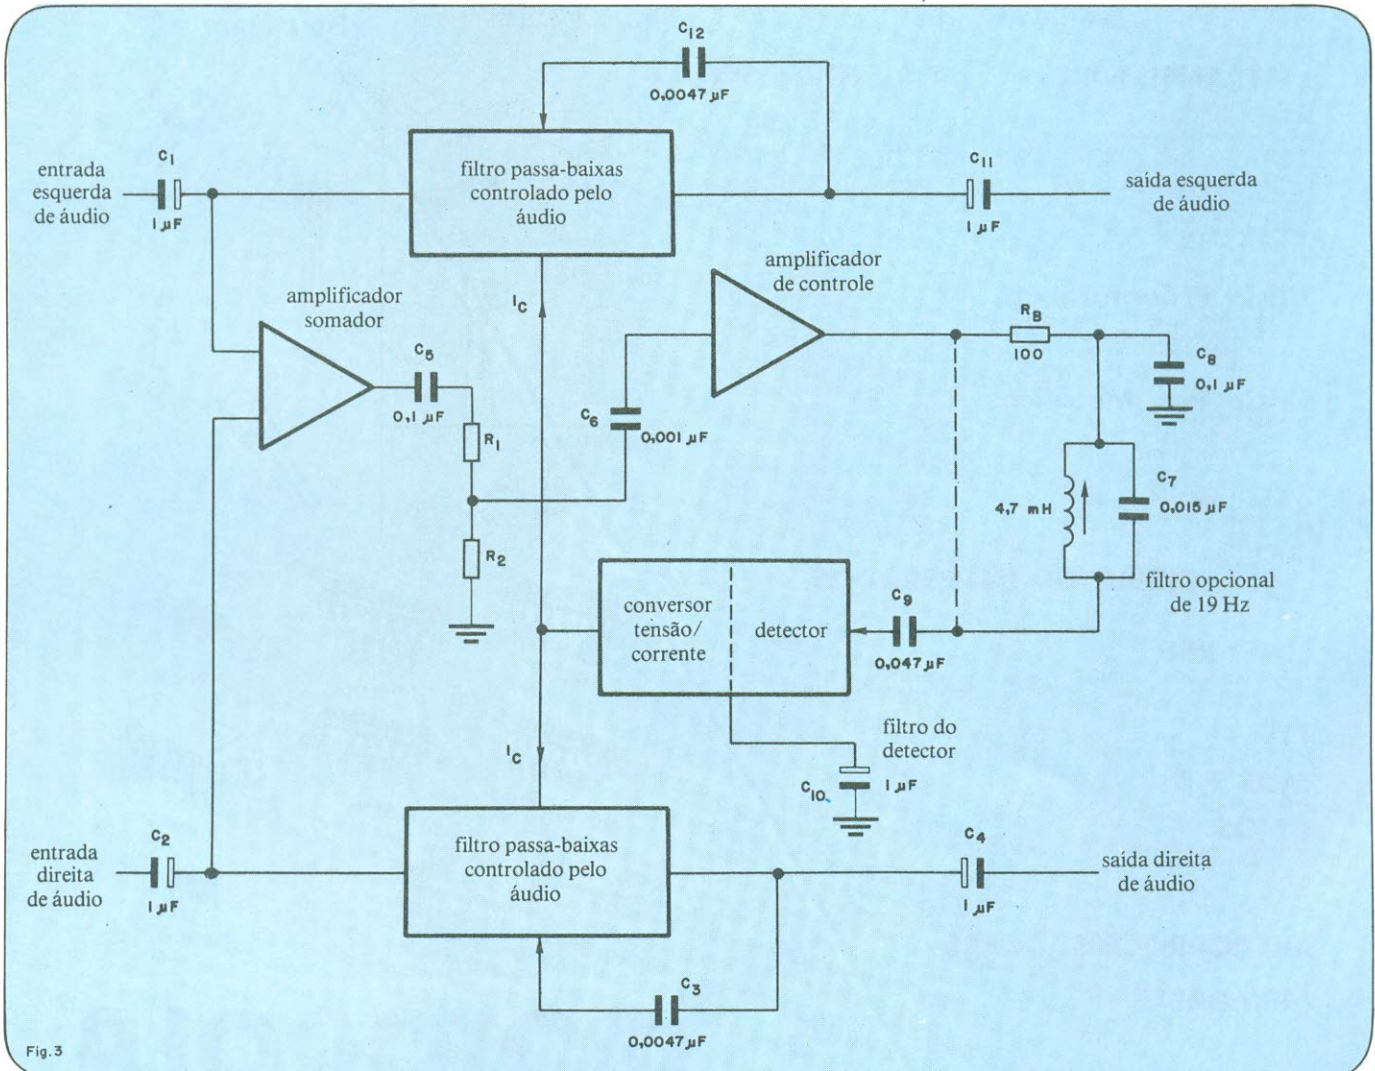 C12
0,0047 µF
entrada
esquerda
de áudio
C1
1 µF
filtro passa-baixas
controlado pelo
áudio
C11
1 µF
saída esquerda
de áudio
amplificador
somador
IC
amplificador
de controle
RB
100
C8
0,1 µF
C5
0,1 µF
R1
C6
0,001 µF
R2
4,7 mH
C7
0,015 µF
filtro opcional
de 19 Hz
conversor
tensão/
corrente
detector
C9
0,047 µF
filtro do
detector
C10
1 µF
IC
entrada
direita
de áudio
C2
1 µF
filtro passa-baixas
controlado pelo
áudio
C4
1 µF
saída direita
de áudio
C3
0,0047 µF
Fig.3